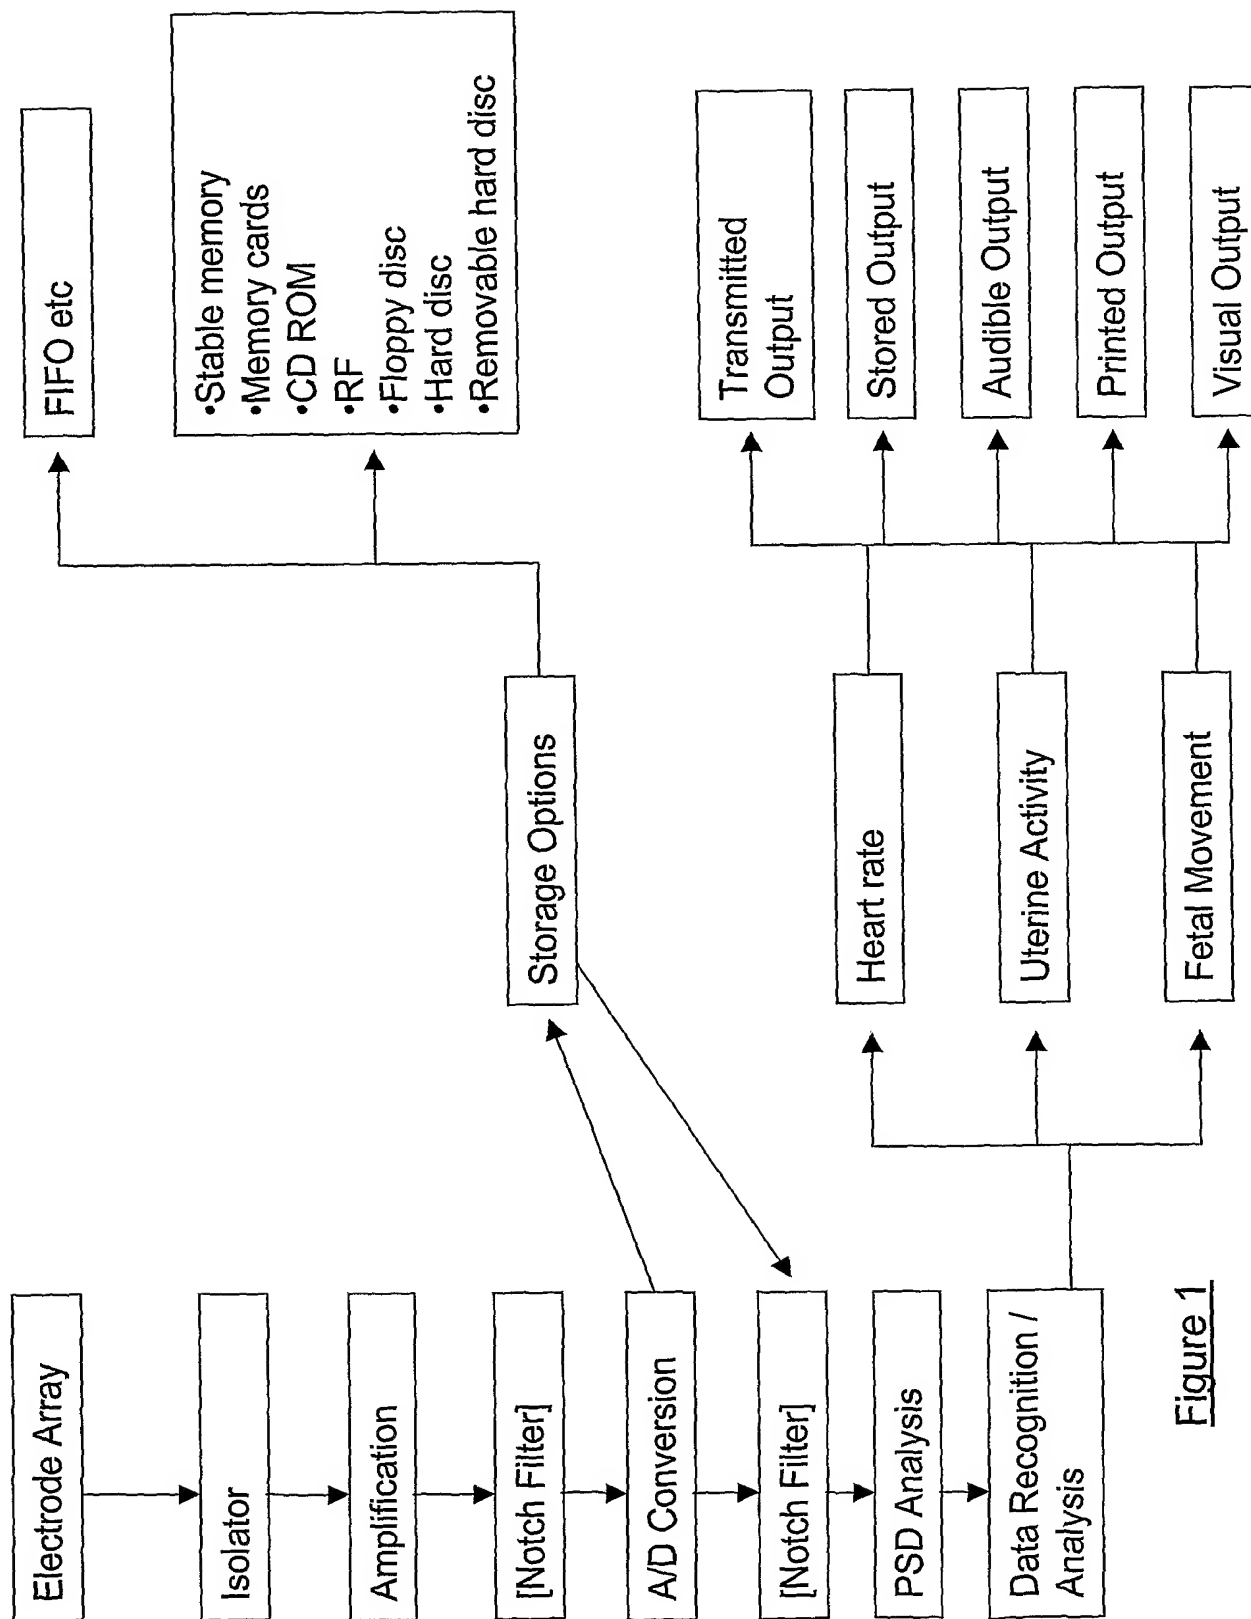 Electrode Array
Isolator
Amplification
[Notch Filter]
A/D Conversion
[Notch Filter]
PSD Analysis
Data Recognition /
Analysis
Storage Options
FIFO etc
•Stable memory
•Memory cards
•CD ROM
•RF
•Floppy disc
•Hard disc
•Removable hard disc
Heart rate
Uterine Activity
Fetal Movement
Transmitted
Output
Stored Output
Audible Output
Printed Output
Visual Output
Figure 1